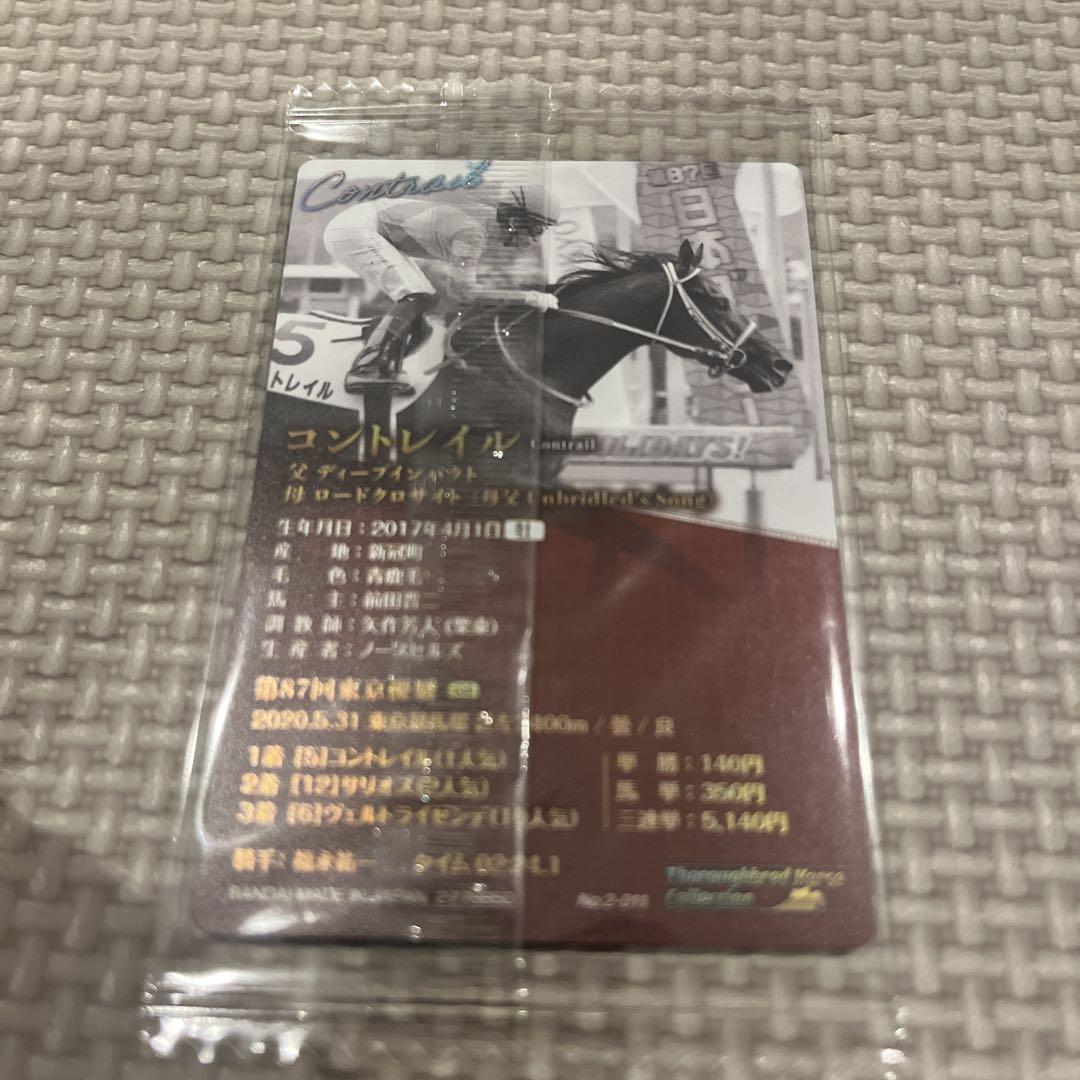 Contrail
第87回
日本
5
トレイル
コントレイル Contrail
HOLIDAYS!
父 ディープインパクト
母 ロードクロサイト (母父 Unbridled's Song)
生年月日:2017年4月1日 牡
産地:新冠町
毛色:青鹿毛
馬主:前田晋二
調教師:矢作芳人(栗東)
生産者:ノースヒルズ
第87回東京優駿 G1
2020.5.31 東京競馬場 芝2400m / 曇 / 良
1着 [5]コントレイル(1人気)
2着 [12]サリオス(2人気)
3着 [6]ヴェルトライゼンデ(10人気)
単勝:140円
馬単:350円
三連単:5,140円
騎手:福永祐一 タイム 02:24.1
BANDAI MADE IN JAPAN
No.2-011
Thoroughbred Horse
Collection